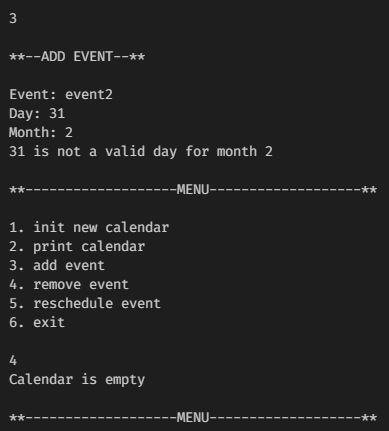 3
**--ADD EVENT--**
Event: event2
Day: 31
Month: 2
31 is not a valid day for month 2
**-------------------MENU-------------------**
1. init new calendar
2. print calendar
3. add event
4. remove event
5. reschedule event
6. exit
4
Calendar is empty
**-------------------MENU-------------------**